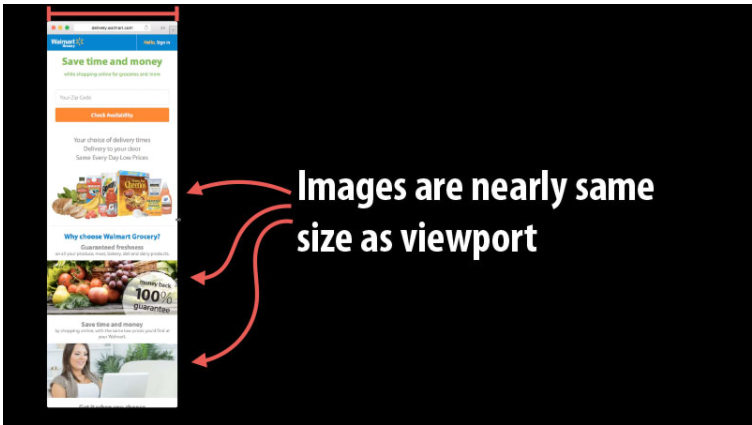 delivery.walmart.com
Walmart
Grocery
Hello, Sign in
Save time and money
while shopping online for groceries and more
Your Zip Code
Check Availability
Your choice of delivery times
Delivery to your door
Same Every Day Low Prices
Cheerios
Images are nearly same
size as viewport
Why choose Walmart Grocery?
Guaranteed freshness
on all your produce, meat, bakery, deli and dairy products.
money back
100%
guarantee
Save time and money
by shopping online, with the same low prices you'd find at
your Walmart.